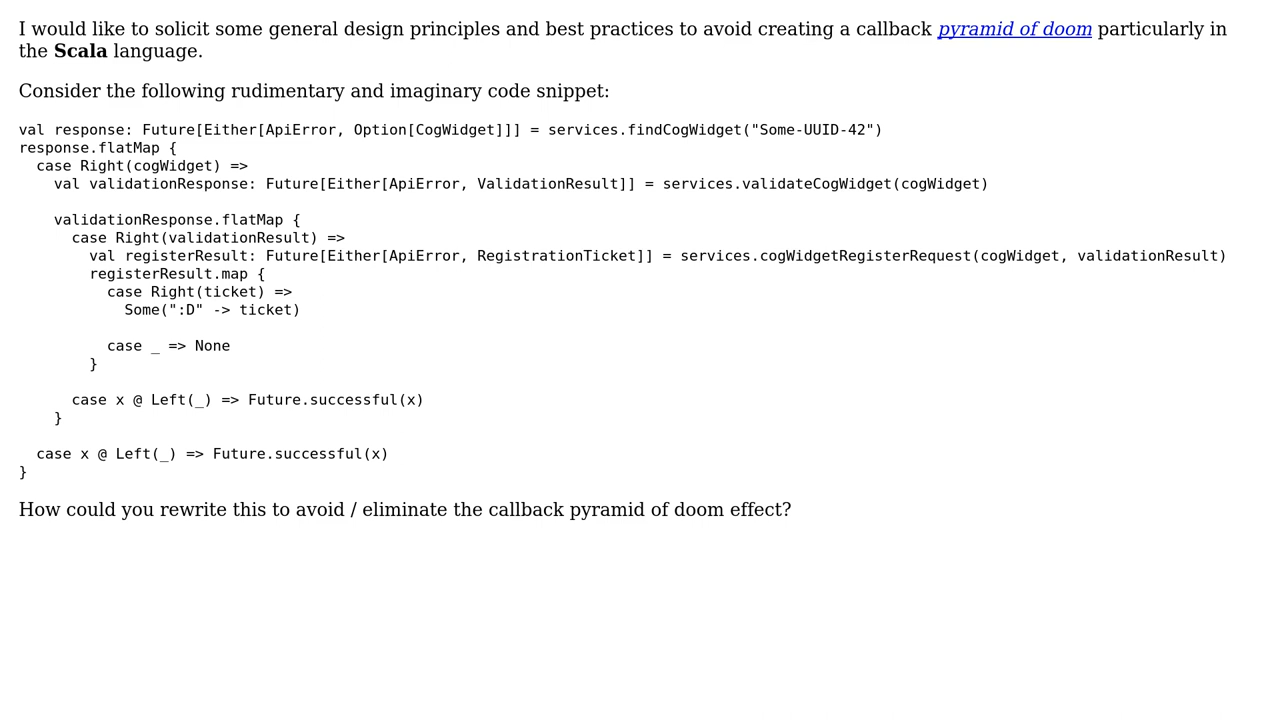 I would like to solicit some general design principles and best practices to avoid creating a callback pyramid of doom particularly in
the Scala language.
Consider the following rudimentary and imaginary code snippet:
val response: Future[Either[ApiError, Option[CogWidget]]] = services.findCogWidget("Some-UUID-42")
response.flatMap {
  case Right(cogWidget) =>
    val validationResponse: Future[Either[ApiError, ValidationResult]] = services.validateCogWidget(cogWidget)
    validationResponse.flatMap {
      case Right(validationResult) =>
        val registerResult: Future[Either[ApiError, RegistrationTicket]] = services.cogWidgetRegisterRequest(cogWidget, validationResult)
        registerResult.map {
          case Right(ticket) =>
            Some(":D" -> ticket)
          case _ => None
        }
      case x @ Left(_) => Future.successful(x)
    }
  case x @ Left(_) => Future.successful(x)
}
How could you rewrite this to avoid / eliminate the callback pyramid of doom effect?